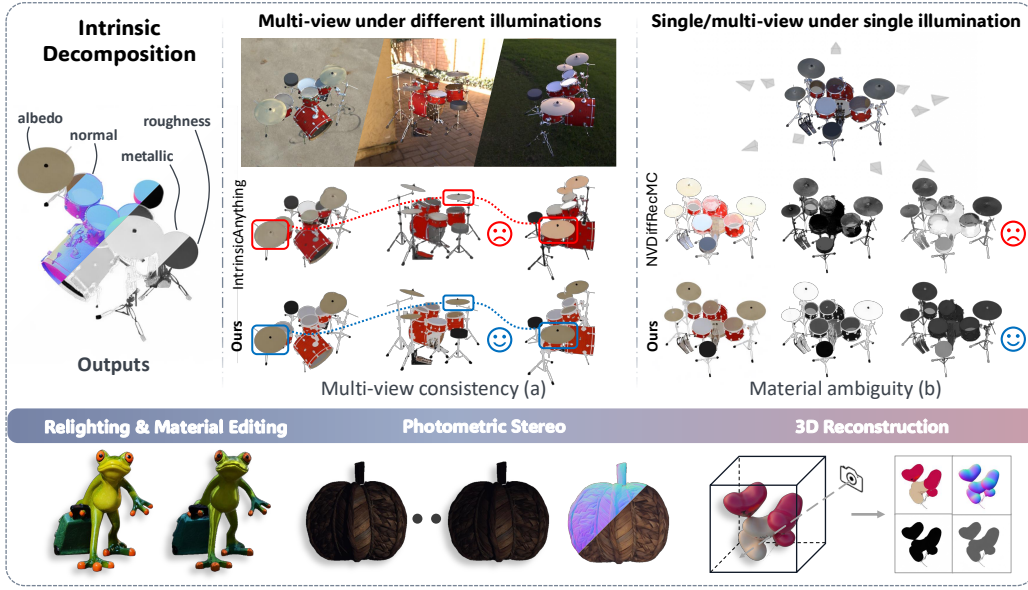 Intrinsic
Decomposition
albedo
normal
roughness
metallic
Outputs
Multi-view under different illuminations
IntrinsicAnything
Ours
Multi-view consistency (a)
Single/multi-view under single illumination
NVDiffRecMC
Ours
Material ambiguity (b)
Relighting & Material Editing
Photometric Stereo
3D Reconstruction